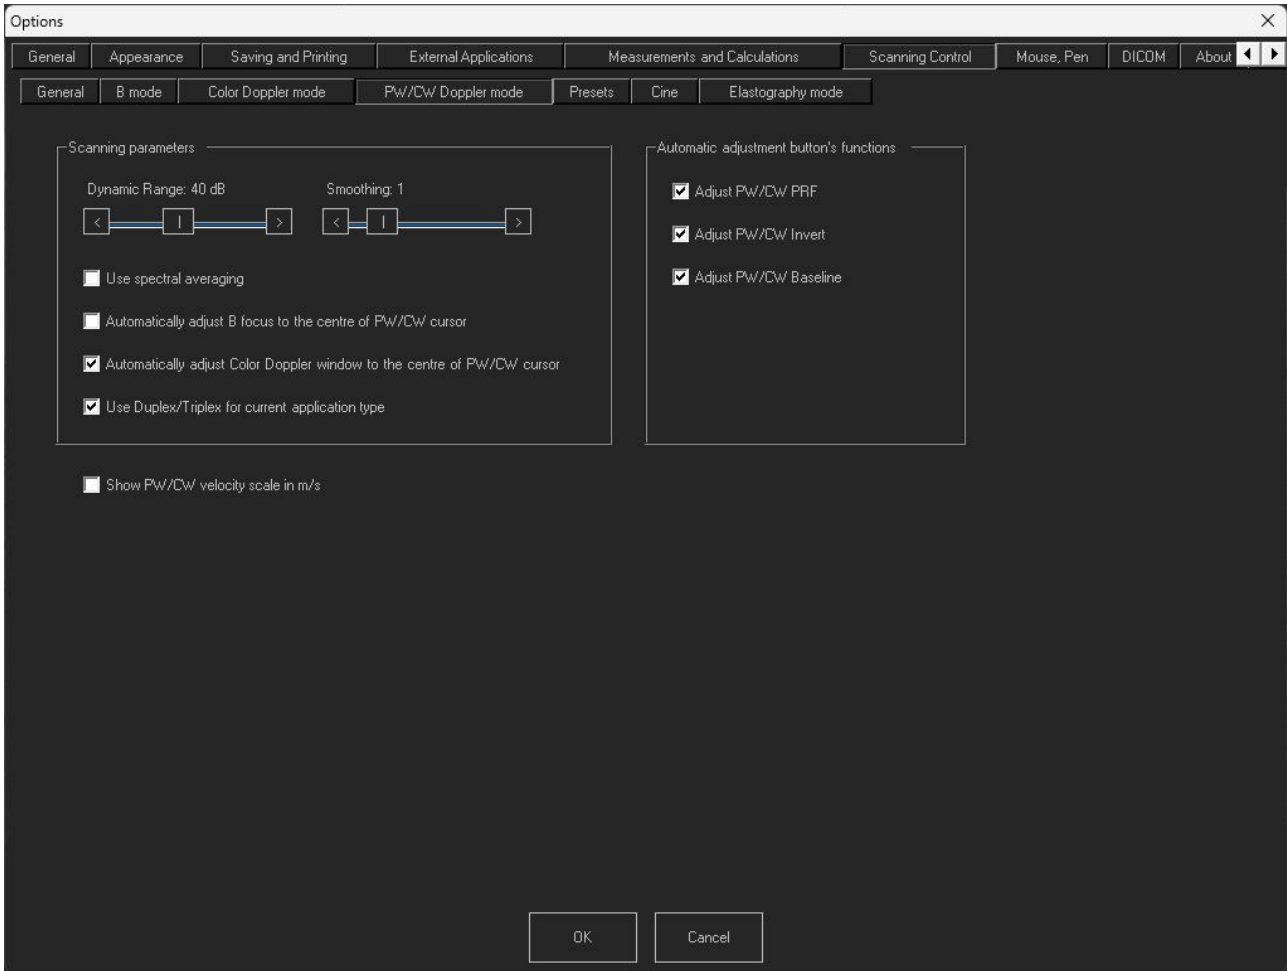 Options
General Appearance Saving and Printing External Applications Measurements and Calculations Scanning Control Mouse, Pen DICOM About
General B mode Color Doppler mode PW/CW Doppler mode Presets Cine Elastography mode
Scanning parameters
Dynamic Range: 40 dB Smoothing: 1
Use spectral averaging
Automatically adjust B focus to the centre of PW/CW cursor
Automatically adjust Color Doppler window to the centre of PW/CW cursor
Use Duplex/Triplex for current application type
Automatic adjustment button's functions
Adjust PW/CW PRF
Adjust PW/CW Invert
Adjust PW/CW Baseline
Show PW/CW velocity scale in m/s
OK Cancel